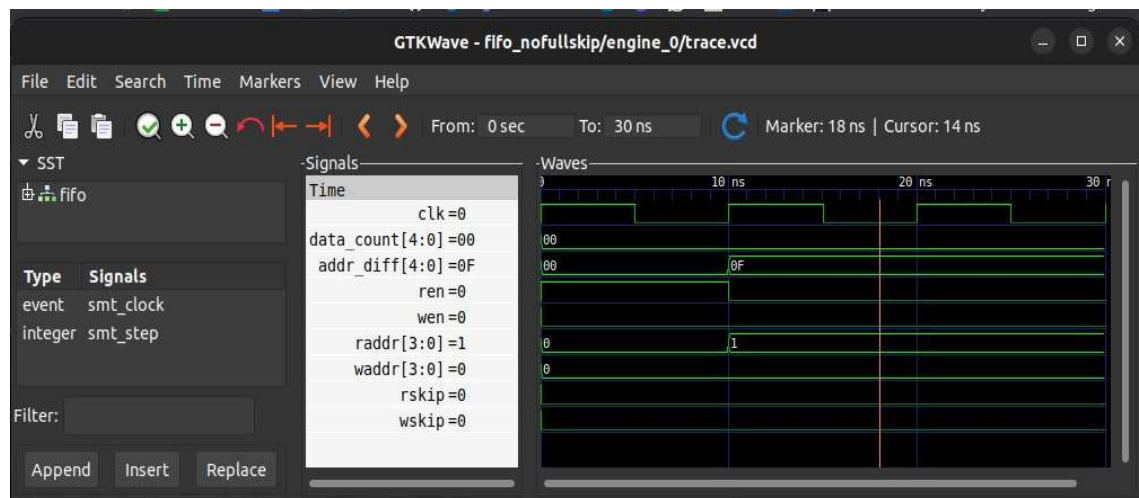 GTKWave - fifo_nofullskip/engine_0/trace.vcd
File Edit Search Time Markers View Help
From: 0 sec To: 30 ns Marker: 18 ns | Cursor: 14 ns
SST
fifo
Type Signals
event smt_clock
integer smt_step
Filter:
Append Insert Replace
Signals
Time
clk=0
data_count[4:0]=00
addr_diff[4:0]=0F
ren=0
wen=0
raddr[3:0]=1
waddr[3:0]=0
rskip=0
wskip=0
Waves
10 ns 20 ns 30
00
00 0F
0 1
0